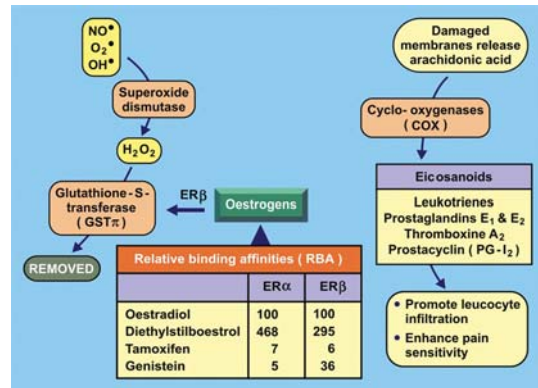 NO•
O2•
OH•
Superoxide
dismutase
H2O2
Glutathione-S-
transferase
(GSTπ)
REMOVED
ERβ
Oestrogens
Relative binding affinities (RBA)
ERα ERβ
Oestradiol 100 100
Diethylstilboestrol 468 295
Tamoxifen 7 6
Genistein 5 36
Damaged
membranes release
arachidonic acid
Cyclo-oxygenases
(COX)
Eicosanoids
Leukotrienes
Prostaglandins E1 & E2
Thromboxine A2
Prostacyclin (PG-I2)
• Promote leucocyte
infiltration
• Enhance pain
sensitivity